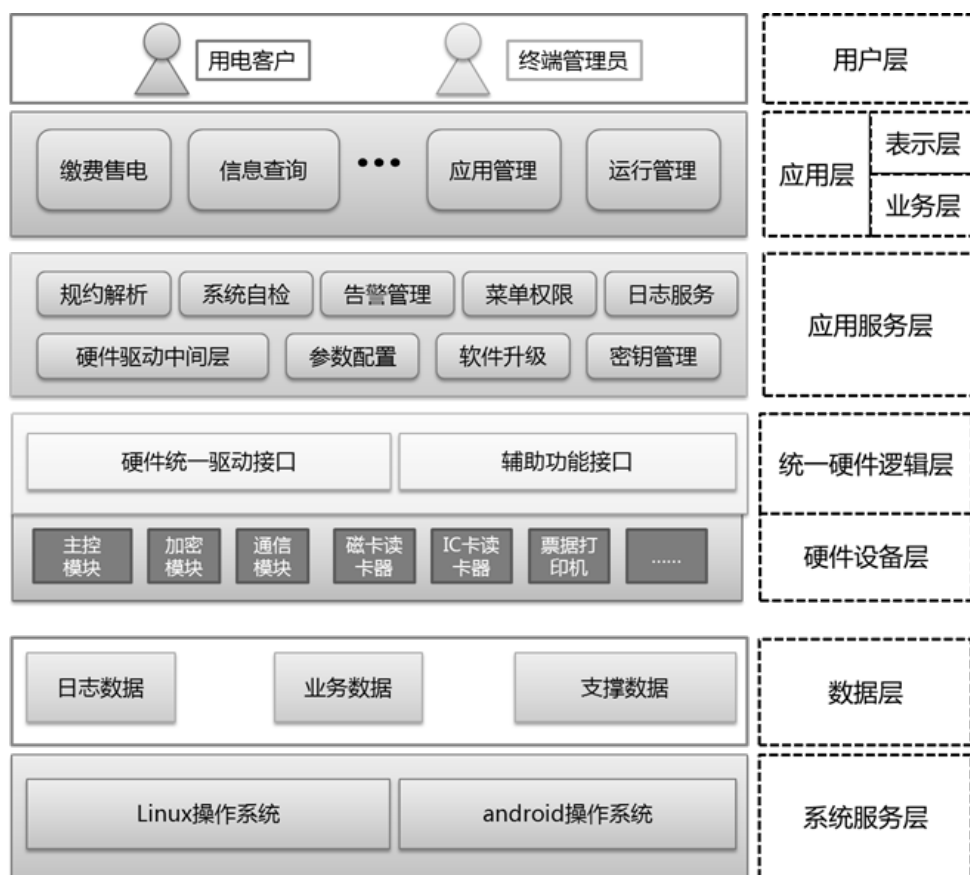 用电客户
终端管理员
用户层
缴费售电
信息查询
•••
应用管理
运行管理
应用层
表示层
业务层
规约解析
系统自检
告警管理
菜单权限
日志服务
硬件驱动中间层
参数配置
软件升级
密钥管理
应用服务层
硬件统一驱动接口
辅助功能接口
统一硬件逻辑层
主控
模块
加密
模块
通信
模块
磁卡读
卡器
IC卡读
卡器
票据打
印机
......
硬件设备层
日志数据
业务数据
支撑数据
数据层
Linux操作系统
android操作系统
系统服务层